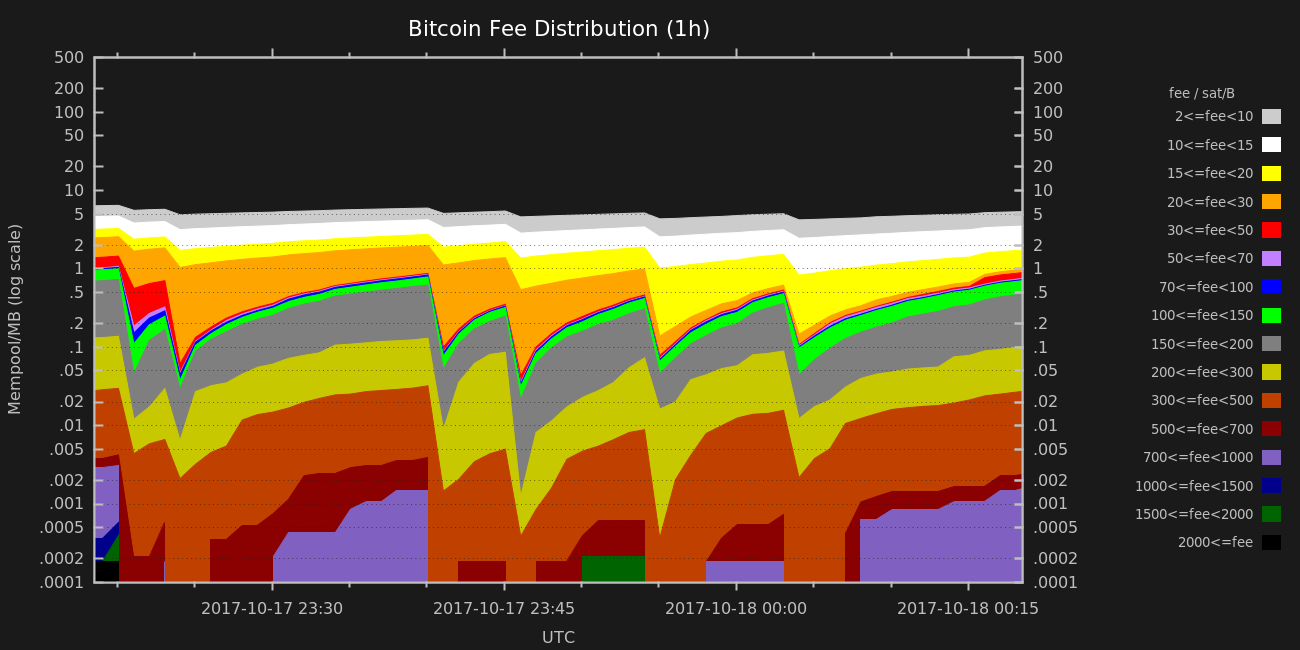 Bitcoin Fee Distribution (1h)
500
200
100
50
20
10
5
2
1
.5
.2
.1
.05
.02
.01
.005
.002
.001
.0005
.0002
.0001
Mempool/MB (log scale)
500
200
100
50
20
10
5
2
1
.5
.2
.1
.05
.02
.01
.005
.002
.001
.0005
.0002
.0001
2017-10-17 23:30
2017-10-17 23:45
2017-10-18 00:00
2017-10-18 00:15
UTC
fee / sat/B
2<=fee<10
10<=fee<15
15<=fee<20
20<=fee<30
30<=fee<50
50<=fee<70
70<=fee<100
100<=fee<150
150<=fee<200
200<=fee<300
300<=fee<500
500<=fee<700
700<=fee<1000
1000<=fee<1500
1500<=fee<2000
2000<=fee